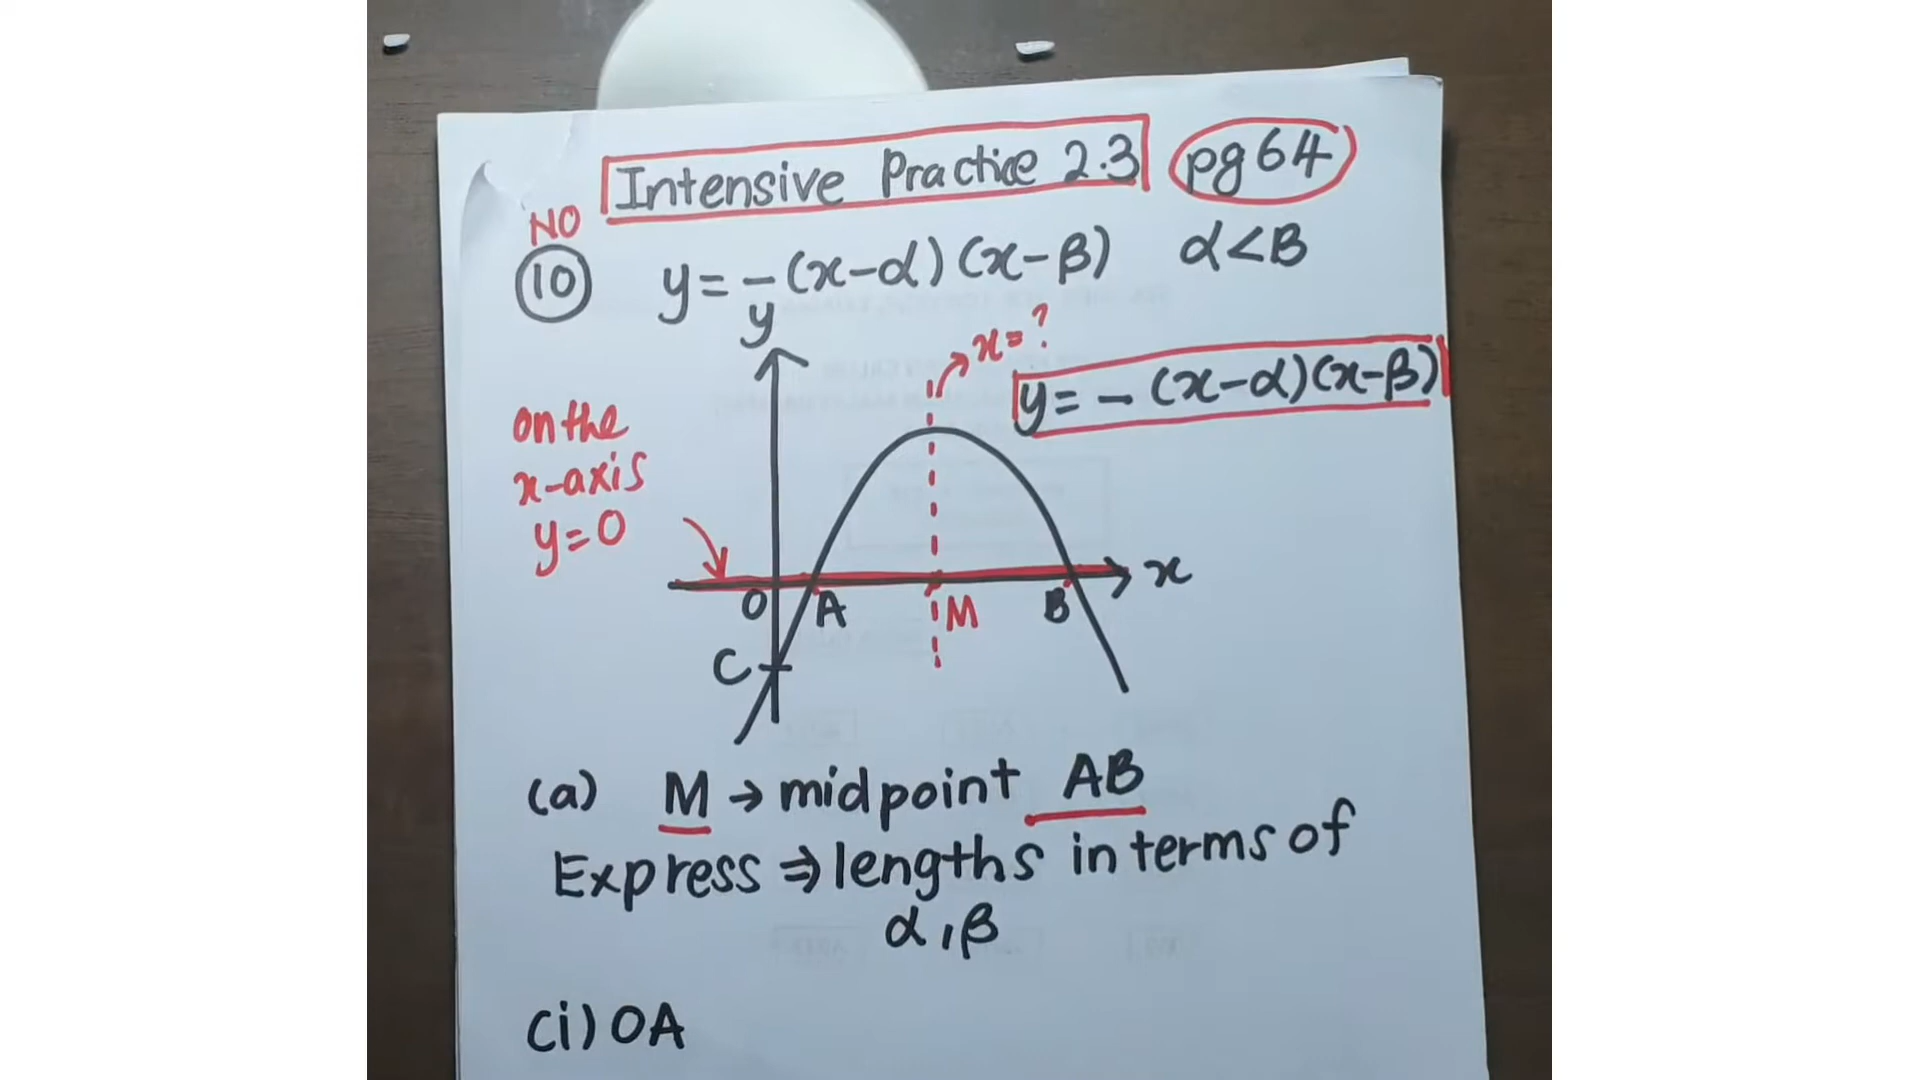 Intensive Practice 2.3 pg 64
NO
10 y = -(x-α)(x-β) α<B
y
x=?
y = -(x-α)(x-β)
on the
x-axis
y=0
O A M B x
C
(a) M → midpoint AB
Express ⇒ lengths in terms of
α, β
(i) OA